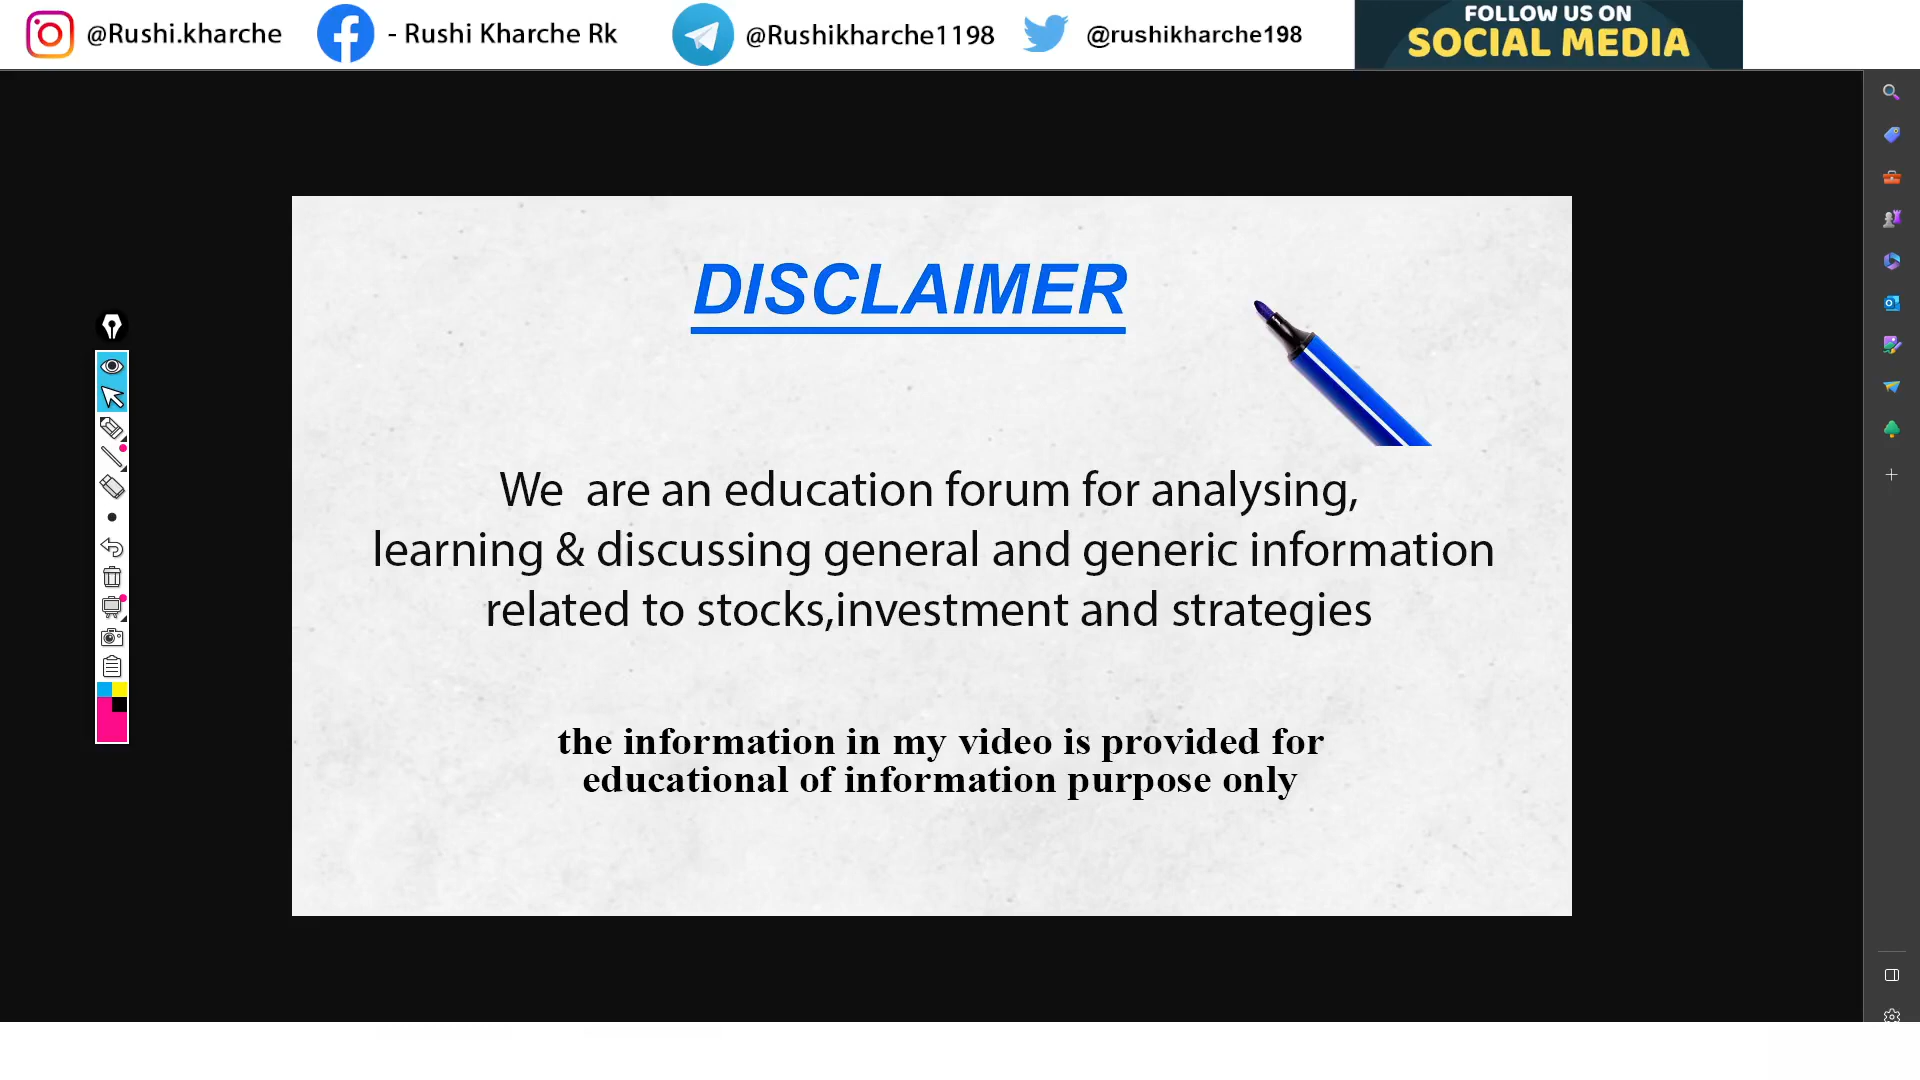 @Rushi.kharche - Rushi Kharche Rk @Rushikharche1198 @rushikharche198 FOLLOW US ON
SOCIAL MEDIA
DISCLAIMER
We are an education forum for analysing,
learning & discussing general and generic information
related to stocks,investment and strategies
the information in my video is provided for
educational of information purpose only